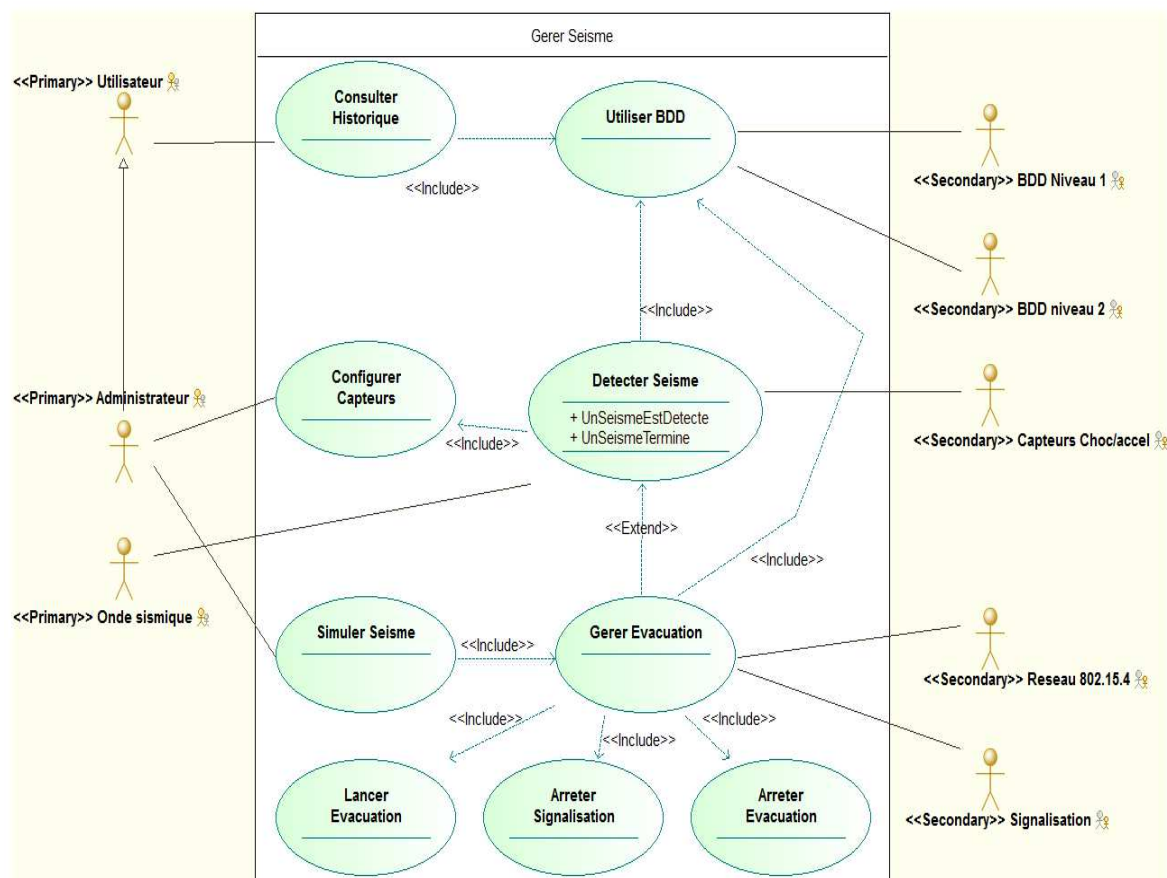 Gerer Seisme
<<Primary>> Utilisateur
Consulter
Historique
Utiliser BDD
<<Include>>
<<Secondary>> BDD Niveau 1
<<Include>>
<<Secondary>> BDD niveau 2
<<Primary>> Administrateur
Configurer
Capteurs
Detecter Seisme
+ UnSeismeEstDetecte
+ UnSeismeTermine
<<Include>>
<<Secondary>> Capteurs Choc/accel
<<Extend>>
<<Include>>
<<Primary>> Onde sismique
Simuler Seisme
<<Include>>
Gerer Evacuation
<<Secondary>> Reseau 802.15.4
<<Include>>
<<Include>>
<<Include>>
Lancer
Evacuation
Arreter
Signalisation
Arreter
Evacuation
<<Secondary>> Signalisation